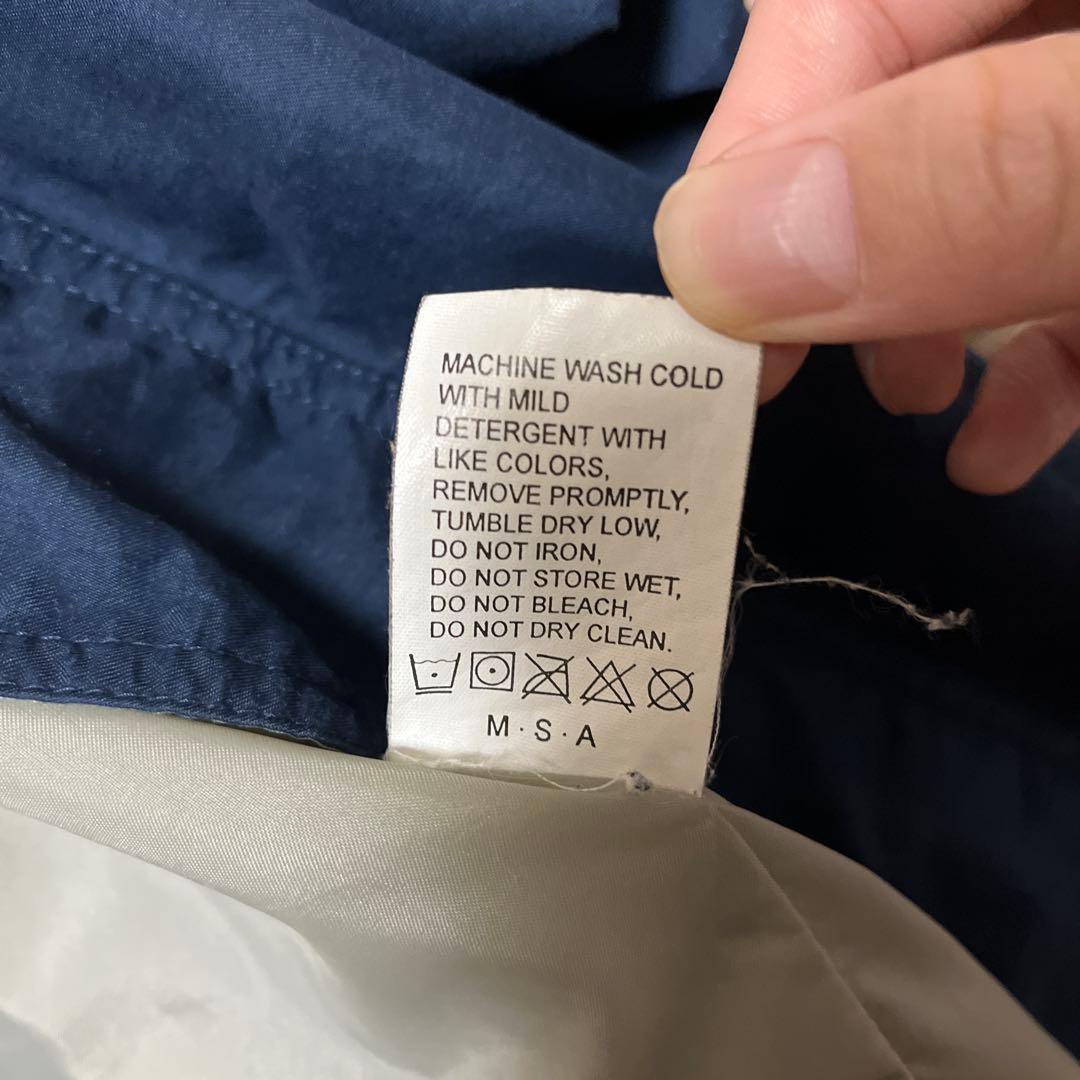 MACHINE WASH COLD
WITH MILD
DETERGENT WITH
LIKE COLORS,
REMOVE PROMPTLY,
TUMBLE DRY LOW,
DO NOT IRON,
DO NOT STORE WET,
DO NOT BLEACH,
DO NOT DRY CLEAN.
M·S·A